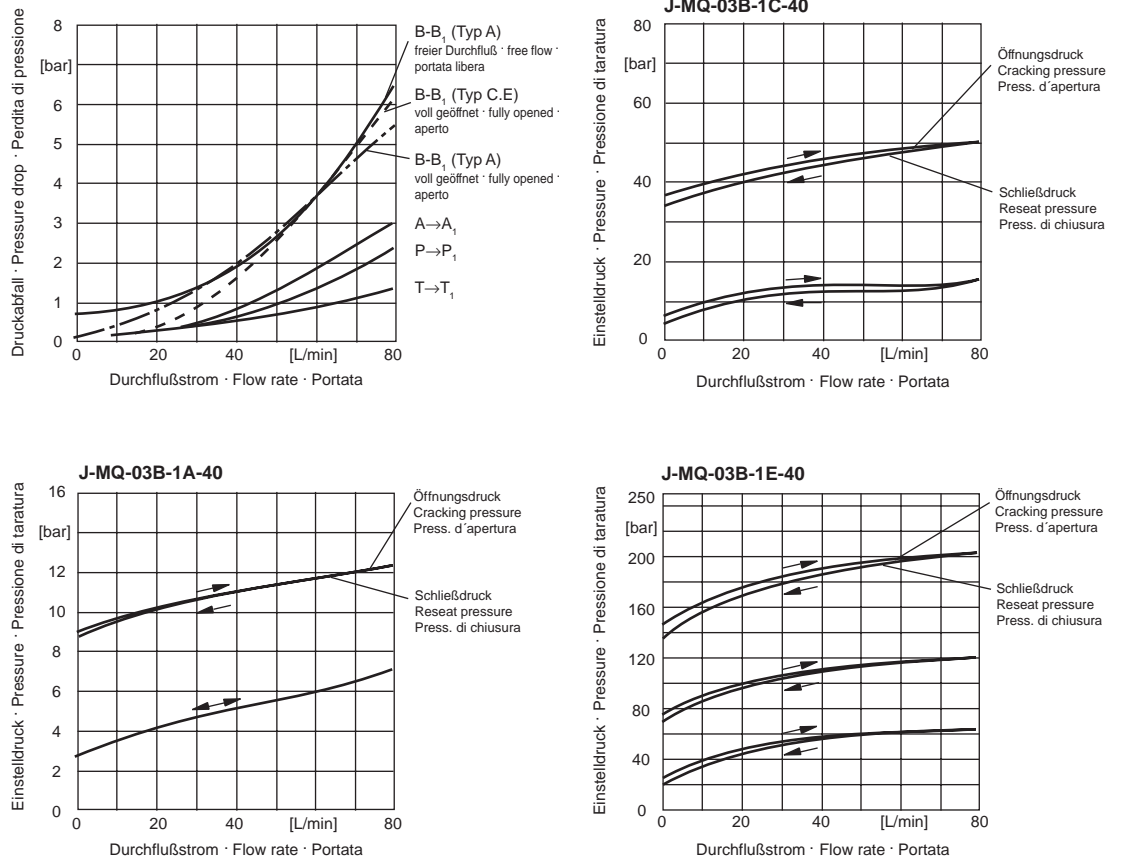 Druckabfall · Pressure drop · Perdita di pressione
8
[bar]
6
5
4
3
2
1
0
0
20
40
[L/min]
80
Durchflußstrom · Flow rate · Portata
B-B1 (Typ A)
freier Durchfluß · free flow ·
portata libera
B-B1 (Typ C.E)
voll geöffnet · fully opened ·
aperto
B-B1 (Typ A)
voll geöffnet · fully opened ·
aperto
A→A1
P→P1
T→T1
J-MQ-03B-1C-40
Einstelldruck · Pressure · Pressione di taratura
80
[bar]
60
40
20
0
0
20
40
[L/min]
80
Durchflußstrom · Flow rate · Portata
Öffnungsdruck
Cracking pressure
Press. d´apertura
Schließdruck
Reseat pressure
Press. di chiusura
J-MQ-03B-1A-40
Einstelldruck · Pressure · Pressione di taratura
16
[bar]
12
10
8
6
4
2
0
0
20
40
[L/min]
80
Durchflußstrom · Flow rate · Portata
Öffnungsdruck
Cracking pressure
Press. d´apertura
Schließdruck
Reseat pressure
Press. di chiusura
J-MQ-03B-1E-40
Einstelldruck · Pressure · Pressione di taratura
250
[bar]
200
160
120
80
40
0
0
20
40
[L/min]
80
Durchflußstrom · Flow rate · Portata
Öffnungsdruck
Cracking pressure
Press. d´apertura
Schließdruck
Reseat pressure
Press. di chiusura